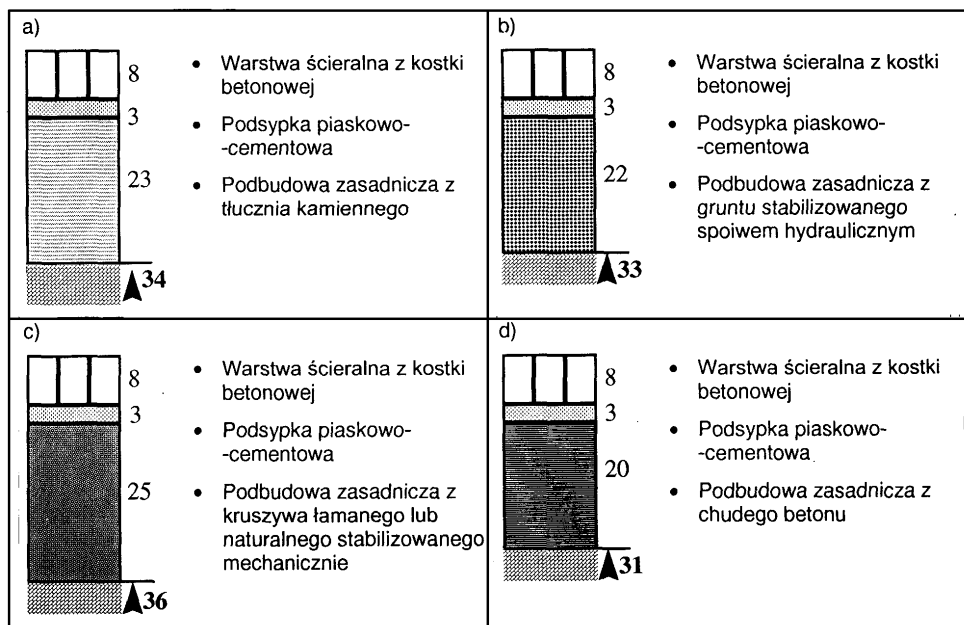 a)
8
3
23
34
• Warstwa ścieralna z kostki
betonowej
• Podsypka piaskowo-
-cementowa
• Podbudowa zasadnicza z
tłucznia kamiennego
b)
8
3
22
33
• Warstwa ścieralna z kostki
betonowej
• Podsypka piaskowo-
-cementowa
• Podbudowa zasadnicza z
gruntu stabilizowanego
spoiwem hydraulicznym
c)
8
3
25
36
• Warstwa ścieralna z kostki
betonowej
• Podsypka piaskowo-
-cementowa
• Podbudowa zasadnicza z
kruszywa łamanego lub
naturalnego stabilizowanego
mechanicznie
d)
8
3
20
31
• Warstwa ścieralna z kostki
betonowej
• Podsypka piaskowo-
-cementowa
• Podbudowa zasadnicza z
chudego betonu